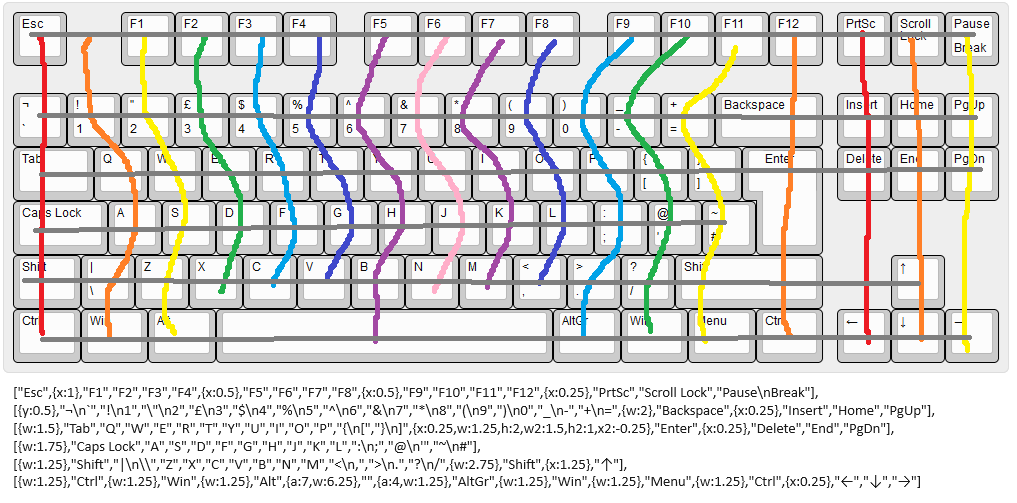 Esc F1 F2 F3 F4 F5 F6 F7 F8 F9 F10 F11 F12 PrtSc Scroll Pause
Lock Break
¬ ! " £ $ % ^ & * ( ) _ + Backspace Insert Home PgUp
` 1 2 3 4 5 6 7 8 9 0 - =
Tab Q W E R T Y U I O P { } Enter Delete End PgDn
[ ]
Caps Lock A S D F G H J K L : @ ~
; ' #
Shift | Z X C V B N M < > ? Shift ↑
\ , . /
Ctrl Win Alt AltGr Win Menu Ctrl ← ↓ →
["Esc",{x:1},"F1","F2","F3","F4",{x:0.5},"F5","F6","F7","F8",{x:0.5},"F9","F10","F11","F12",{x:0.25},"PrtSc","Scroll Lock","Pause\nBreak"],
[{y:0.5},"¬\n`","!\n1","\"\n2","£\n3","$\n4","%\n5","^\n6","&\n7","*\n8","(\n9",")\n0","_\n-","+\n=",{w:2},"Backspace",{x:0.25},"Insert","Home","PgUp"],
[{w:1.5},"Tab","Q","W","E","R","T","Y","U","I","O","P","{\n[","}\n]",{x:0.25,w:1.25,h:2,w2:1.5,h2:1,x2:-0.25},"Enter",{x:0.25},"Delete","End","PgDn"],
[{w:1.75},"Caps Lock","A","S","D","F","G","H","J","K","L",":\n;","@\n'","~\n#"],
[{w:1.25},"Shift","|\n\\","Z","X","C","V","B","N","M","<\n,",">\n.","?\n/",{w:2.75},"Shift",{x:1.25},"↑"],
[{w:1.25},"Ctrl",{w:1.25},"Win",{w:1.25},"Alt",{a:7,w:6.25},"",{a:4,w:1.25},"AltGr",{w:1.25},"Win",{w:1.25},"Menu",{w:1.25},"Ctrl",{x:0.25},"←","↓","→"]